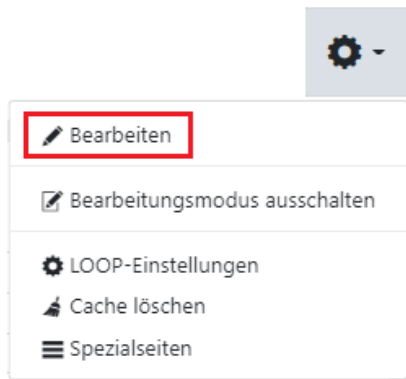 Bearbeiten
Bearbeitungsmodus ausschalten
LOOP-Einstellungen
Cache löschen
Spezialseiten